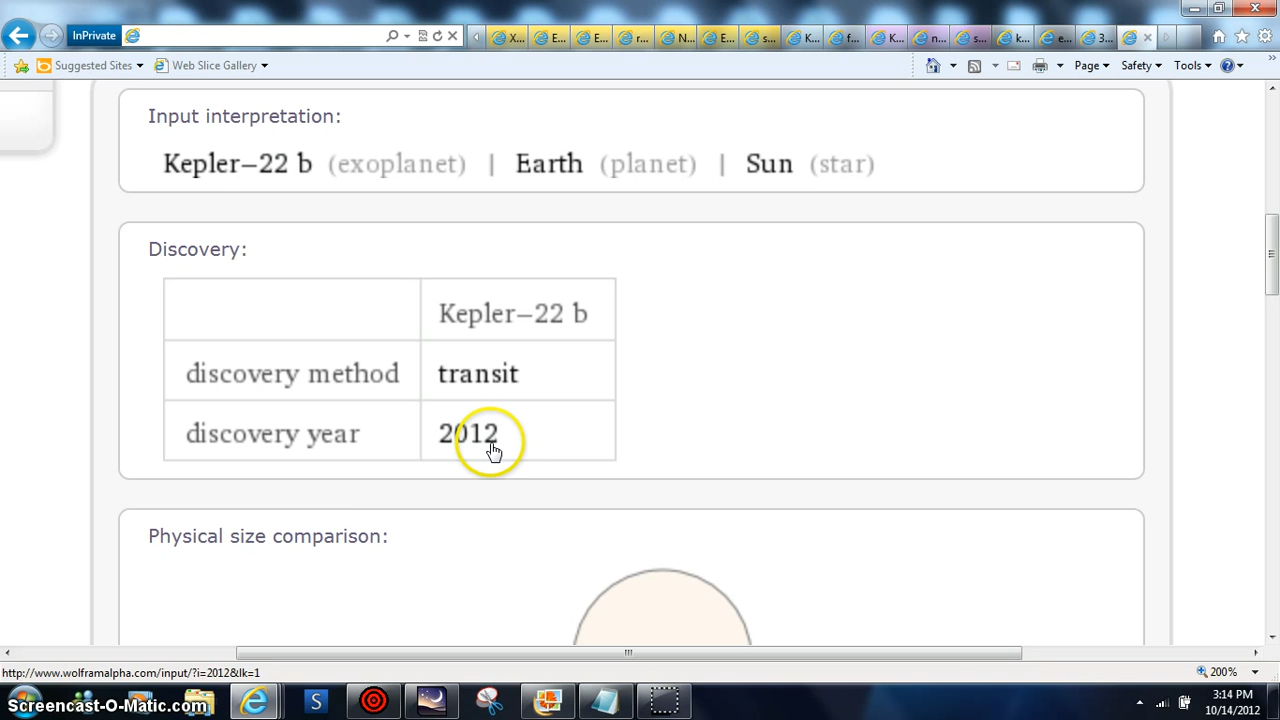 InPrivate
X...
E...
E...
r...
N...
E...
s...
K...
f...
K...
n...
s...
k...
e...
3...
Suggested Sites
Web Slice Gallery
Page
Safety
Tools
Input interpretation:
Kepler-22 b (exoplanet) | Earth (planet) | Sun (star)
Discovery:
Kepler-22 b
discovery method transit
discovery year 2012
Physical size comparison:
http://www.wolframalpha.com/input/?i=2012&lk=1
200%
Screencast-O-Matic.com
S
3:14 PM
10/14/2012